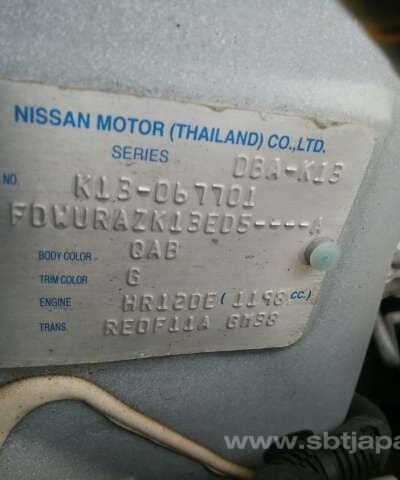 NISSAN MOTOR (THAILAND) CO.,LTD.
SERIES DBA-K13
NO. K13-067701
FDWURAZK13ED5----A
BODY COLOR QAB
TRIM COLOR G
ENGINE HR12DE (1198 CC.)
TRANS. RE0F11A GM38
www.sbtjapa